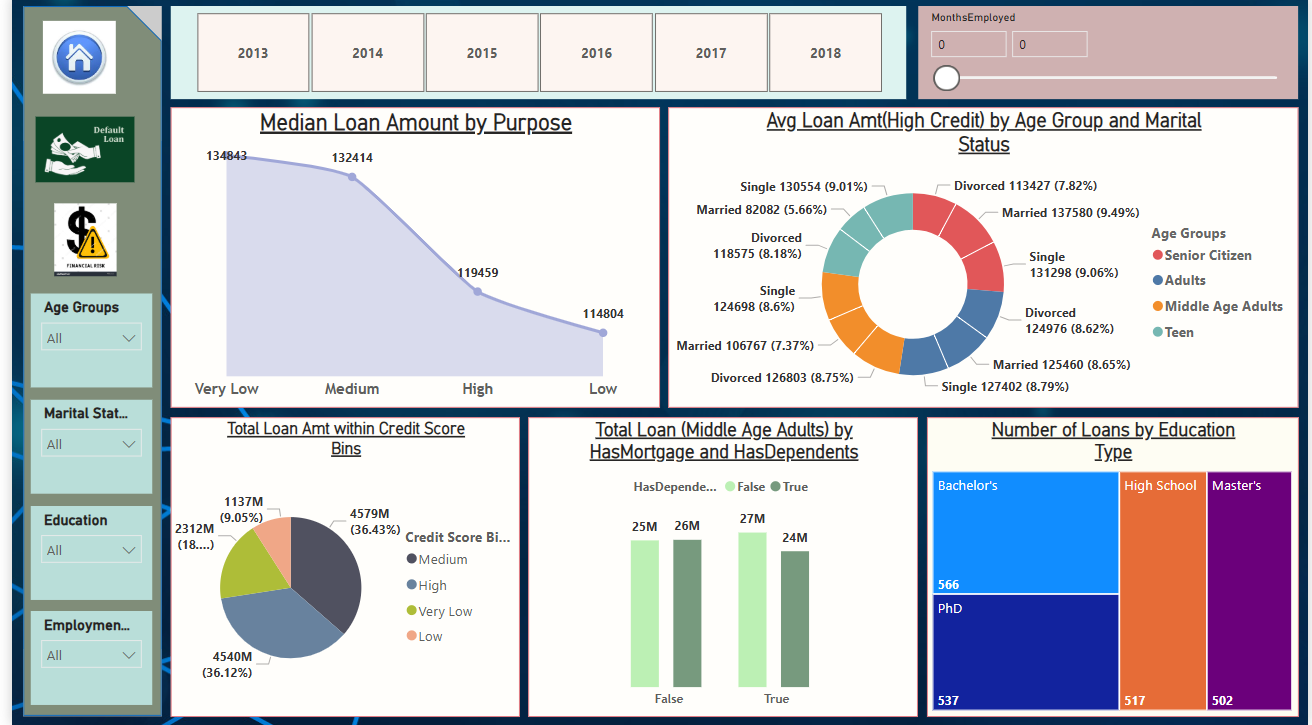 2013
2014
2015
2016
2017
2018
MonthsEmployed
0
0
Default
Loan
$
FINANCIAL RISK
Age Groups
All
Marital Stat...
All
Education
All
Employmen...
All
Median Loan Amount by Purpose
134843
132414
119459
114804
Very Low
Medium
High
Low
Avg Loan Amt(High Credit) by Age Group and Marital
Status
Single 130554 (9.01%)
Divorced 113427 (7.82%)
Married 82082 (5.66%)
Married 137580 (9.49%)
Divorced
118575 (8.18%)
Single
131298 (9.06%)
Single
124698 (8.6%)
Divorced
124976 (8.62%)
Married 106767 (7.37%)
Married 125460 (8.65%)
Divorced 126803 (8.75%)
Single 127402 (8.79%)
Age Groups
Senior Citizen
Adults
Middle Age Adults
Teen
Total Loan Amt within Credit Score
Bins
1137M
(9.05%)
4579M
(36.43%)
2312M
(18....)
4540M
(36.12%)
Credit Score Bi...
Medium
High
Very Low
Low
Total Loan (Middle Age Adults) by
HasMortgage and HasDependents
HasDepende...
False
True
25M
26M
27M
24M
False
True
Number of Loans by Education
Type
Bachelor's
566
PhD
537
High School
517
Master's
502